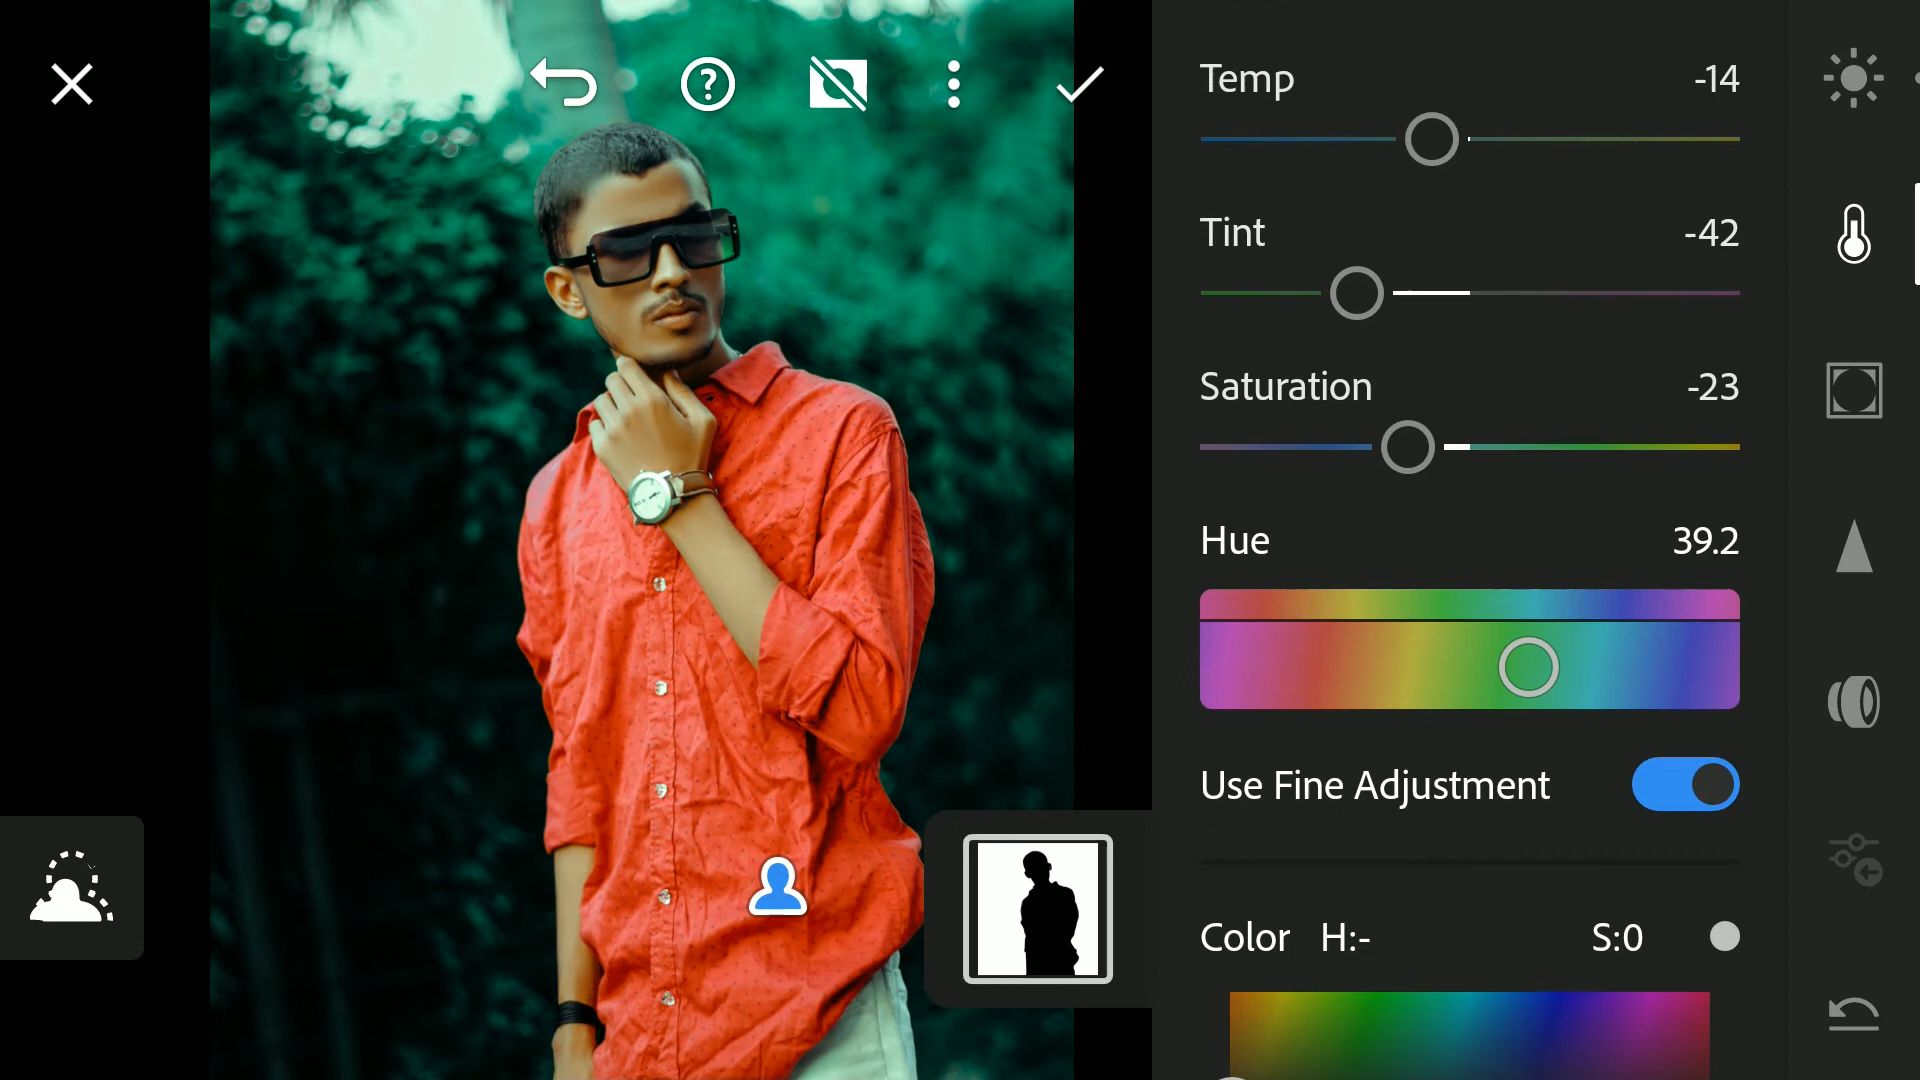 Temp -14
Tint -42
Saturation -23
Hue 39.2
Use Fine Adjustment
Color H:- S:0